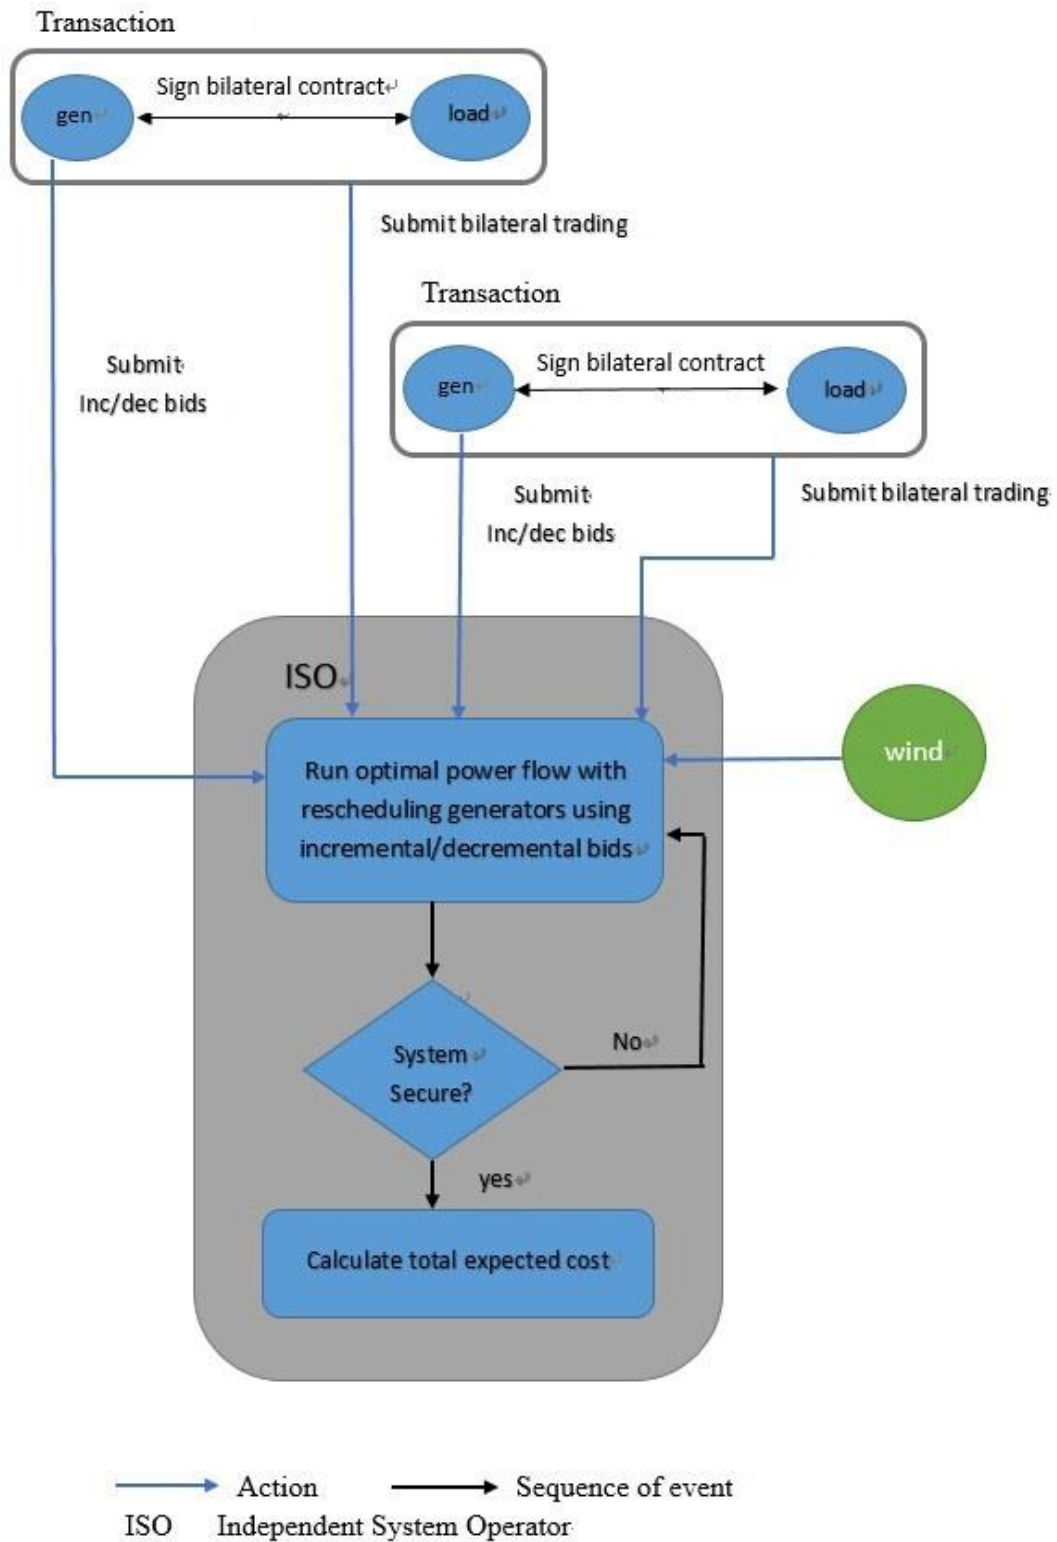 Transaction
Sign bilateral contract
gen
load
Submit bilateral trading
Transaction
Submit
Inc/dec bids
Sign bilateral contract
gen
load
Submit
Inc/dec bids
Submit bilateral trading
ISO
wind
Run optimal power flow with
rescheduling generators using
incremental/decremental bids
System
Secure?
No
yes
Calculate total expected cost
Action
Sequence of event
ISO Independent System Operator